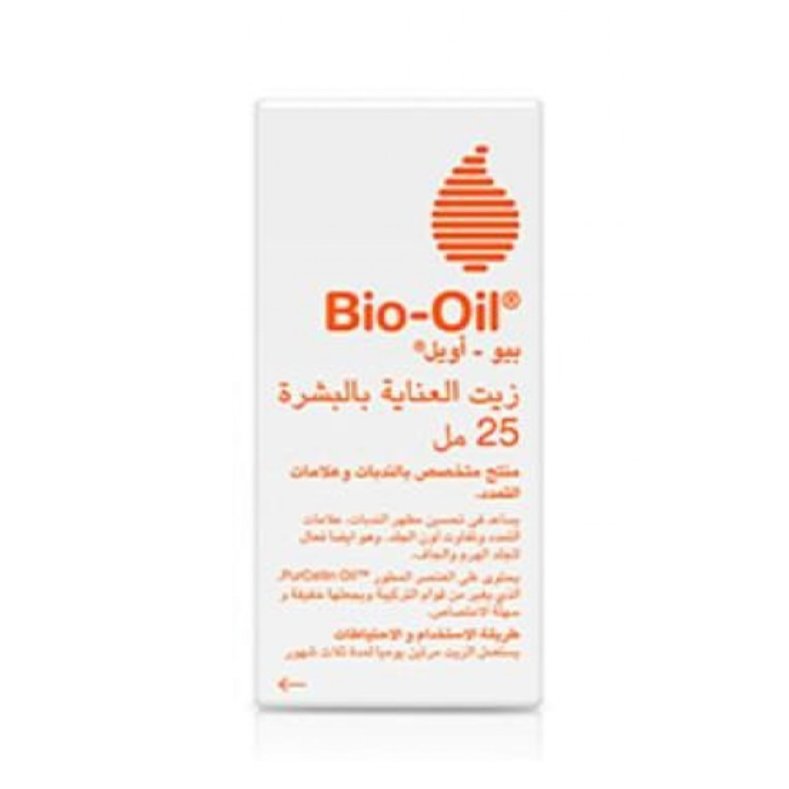 Bio-Oil®
بيو - أويل®
زيت العناية بالبشرة
25 مل
منتج متخصص بالندبات وعلامات
التمدد.
يساعد في تحسين مظهر الندبات، علامات
التمدد وتفاوت لون الجلد. وهو ايضا فعال
للجلد الهرم والجاف.
يحتوي على العنصر المطور PurCellin Oil™،
الذي يغير من قوام التركيبة ويجعلها خفيفة و
سهلة الامتصاص.
طريقة الاستخدام و الاحتياطات
يستعمل الزيت مرتين يوميا لمدة ثلاث شهور